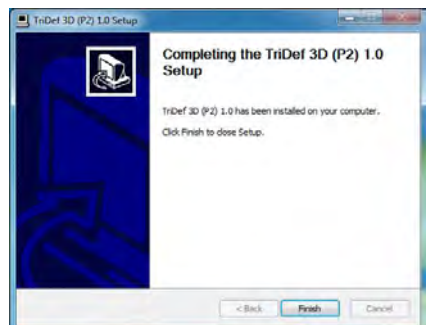 TriDef 3D (P2) 1.0 Setup
Completing the TriDef 3D (P2) 1.0
Setup
TriDef 3D (P2) 1.0 has been installed on your computer.
Click Finish to close Setup.
< Back Finish Cancel